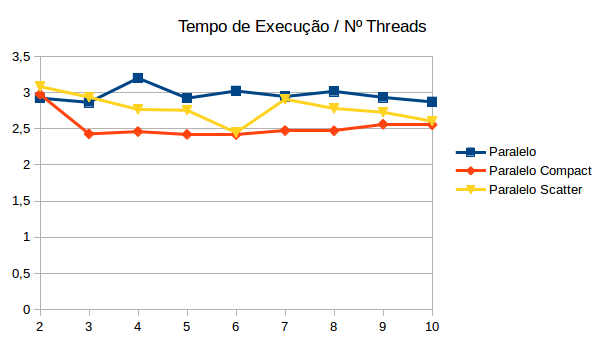 Tempo de Execução / Nº Threads
3,5
3
2,5
2
1,5
1
0,5
0
2 3 4 5 6 7 8 9 10
Paralelo
Paralelo Compact
Paralelo Scatter